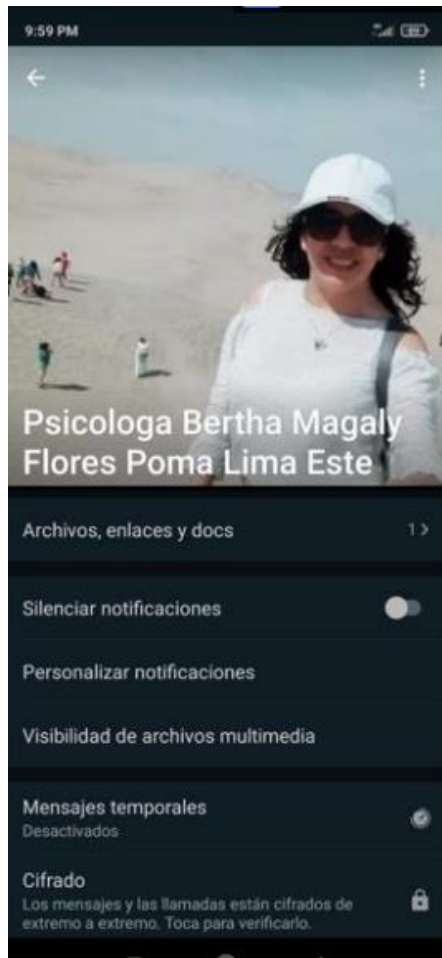 9:59 PM
Psicologa Bertha Magaly
Flores Poma Lima Este
Archivos, enlaces y docs 1
Silenciar notificaciones
Personalizar notificaciones
Visibilidad de archivos multimedia
Mensajes temporales
Desactivados
Cifrado
Los mensajes y las llamadas están cifrados de
extremo a extremo. Toca para verificarlo.